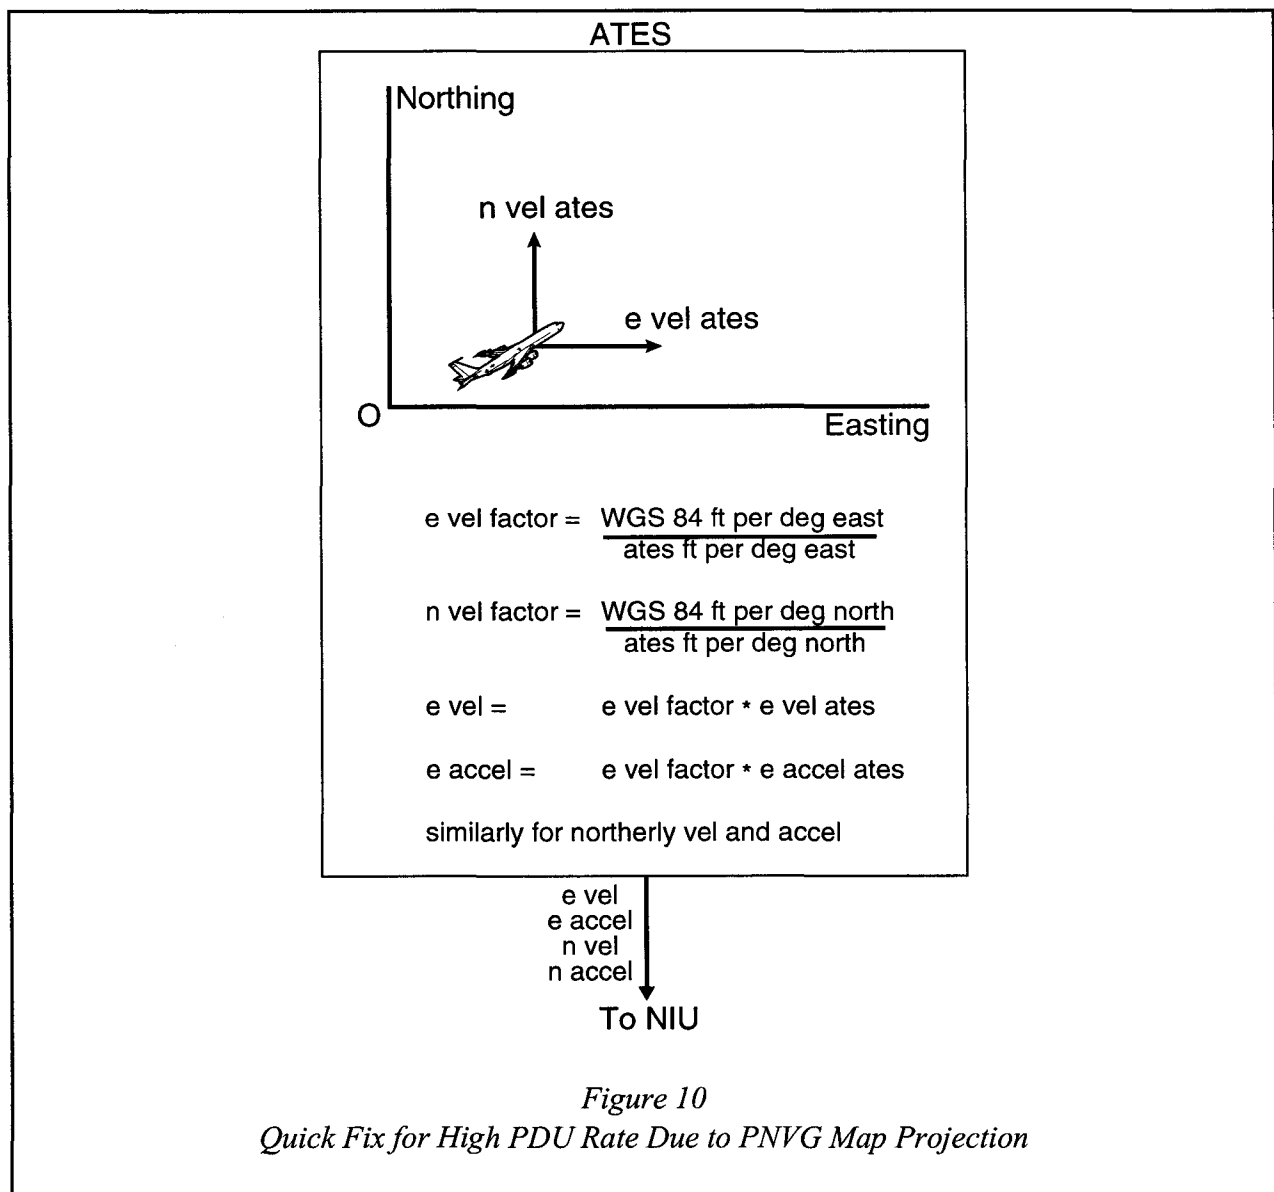 ATES
Northing
n vel ates
e vel ates
O
Easting
e vel factor = WGS 84 ft per deg east
ates ft per deg east
n vel factor = WGS 84 ft per deg north
ates ft per deg north
e vel = e vel factor * e vel ates
e accel = e vel factor * e accel ates
similarly for northerly vel and accel
e vel
e accel
n vel
n accel
To NIU
Figure 10
Quick Fix for High PDU Rate Due to PNVG Map Projection